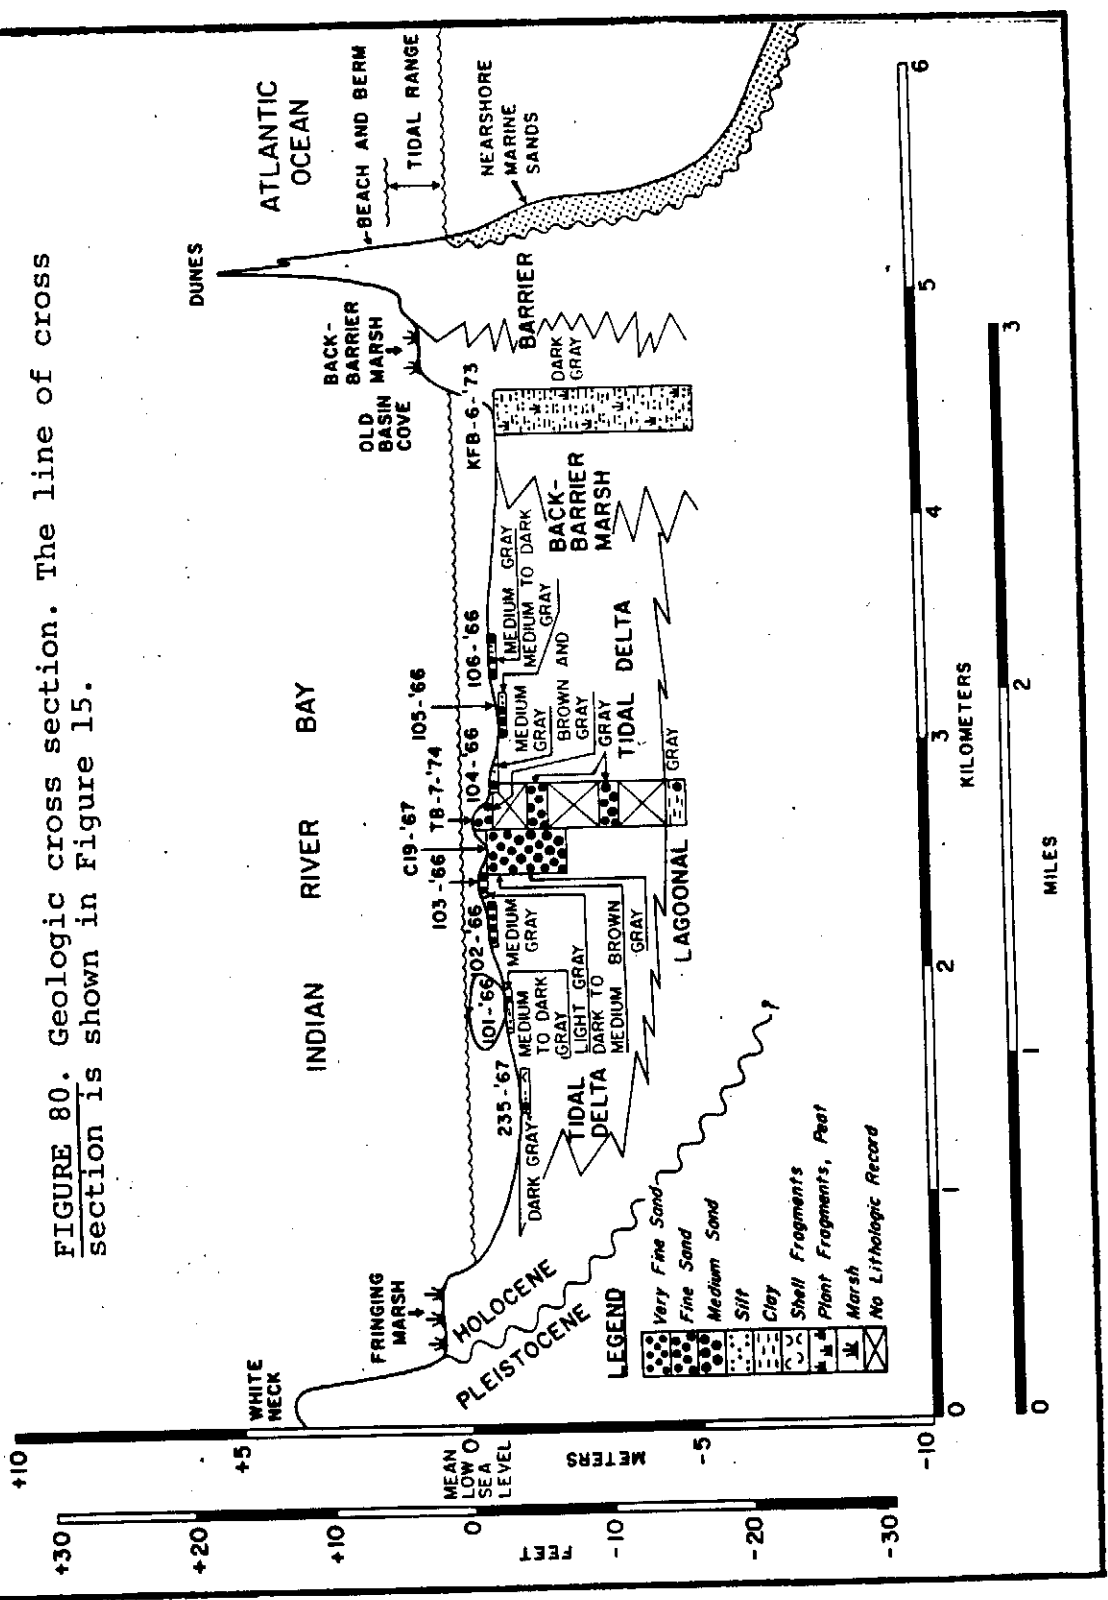 FIGURE 80. Geologic cross section. The line of cross
section is shown in Figure 15.
+10
+5
0
-5
-10
METERS
+30
+20
+10
0
-10
-20
-30
FEET
MEAN
LOW
SEA
LEVEL
WHITE
NECK
FRINGING
MARSH
INDIAN RIVER BAY
OLD
BASIN
COVE
BACK-
BARRIER
MARSH
DUNES
ATLANTIC
OCEAN
BEACH AND BERM
TIDAL RANGE
NEARSHORE
MARINE
SANDS
HOLOCENE
PLEISTOCENE
?
235-'67
101-'66
102-'66
103-'66
C19-'67
TB-7-'74
104-'66
105-'66
106-'66
KFB-6-'73
DARK GRAY
TIDAL
DELTA
MEDIUM
TO DARK
GRAY
MEDIUM
GRAY
LIGHT GRAY
DARK TO
MEDIUM BROWN
GRAY
MEDIUM
GRAY
BROWN AND
GRAY
GRAY
TIDAL DELTA
MEDIUM GRAY
MEDIUM TO DARK
GRAY
GRAY
LAGOONAL
BACK-
BARRIER
MARSH
DARK
GRAY
BARRIER
LEGEND
Very Fine Sand
Fine Sand
Medium Sand
Silt
Clay
Shell Fragments
Plant Fragments, Peat
Marsh
No Lithologic Record
0
1
2
3
4
5
6
KILOMETERS
0
1
2
3
MILES